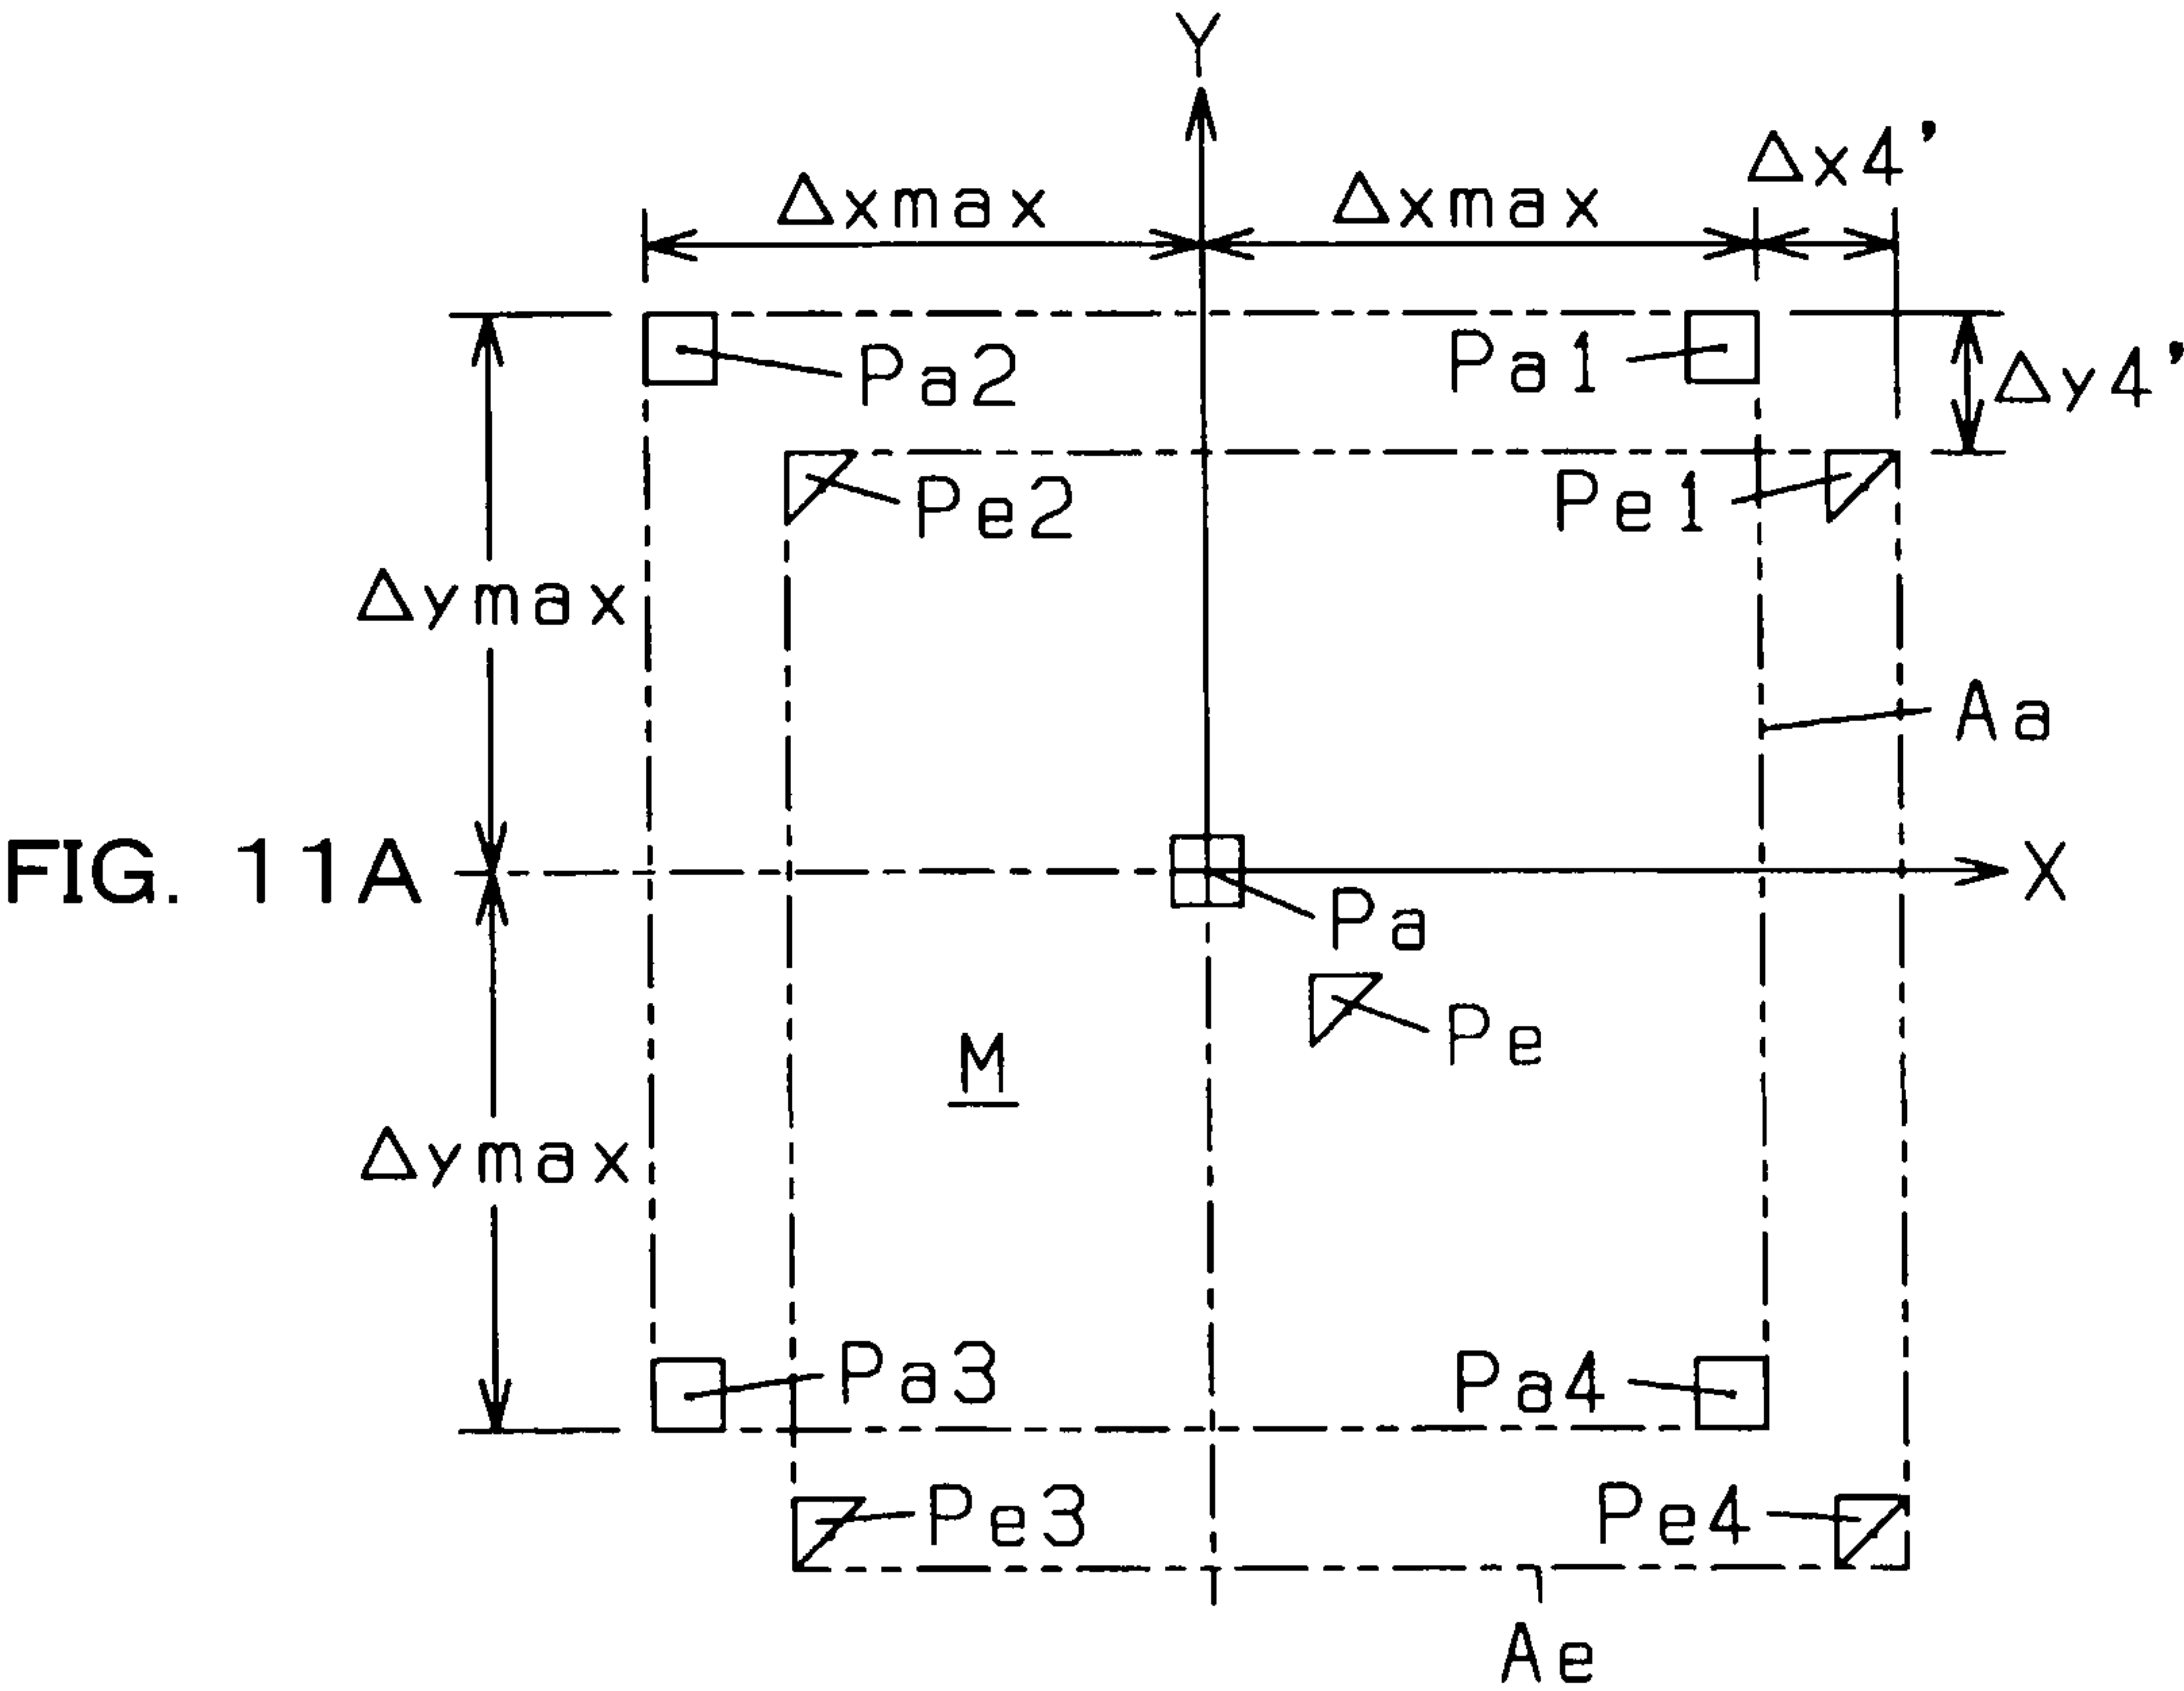 Y
Δx4'
Δxmax
Δxmax
Pa2
Pa1
Δy4'
Pe2
Pe1
Δymax
Aa
FIG. 11A
X
Pa
Pe
M
Δymax
Pa3
Pa4
Pe3
Pe4
Ae